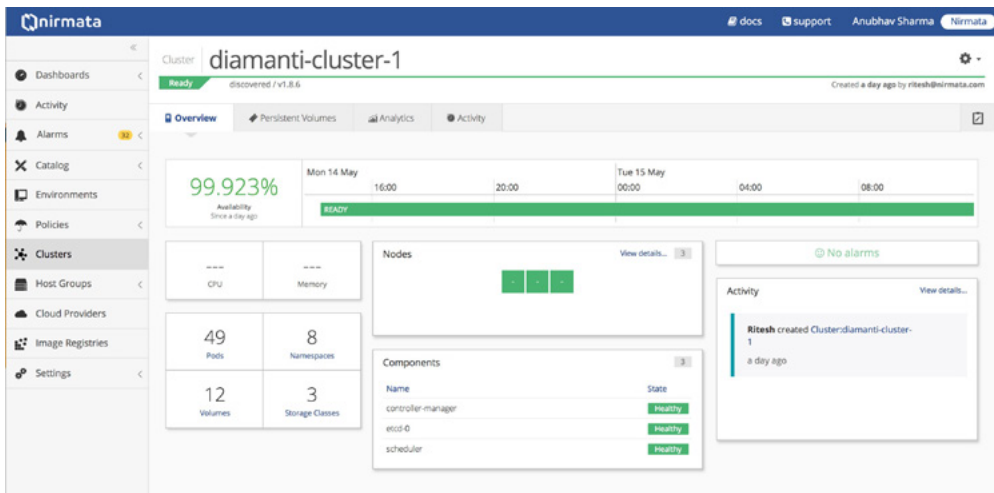 nirmata
docs
support
Anubhav Sharma
Nirmata
Dashboards
Activity
Alarms
32
Catalog
Environments
Policies
Clusters
Host Groups
Cloud Providers
Image Registries
Settings
Cluster
diamanti-cluster-1
Ready
discovered / v1.8.6
Created a day ago by ritesh@nirmata.com
Overview
Persistent Volumes
Analytics
Activity
99.923%
Availability
Since a day ago
Mon 14 May
Tue 15 May
16:00
20:00
00:00
04:00
08:00
READY
---
CPU
---
Memory
49
Pods
8
Namespaces
12
Volumes
3
Storage Classes
Nodes
View details...
3
- - -
Components
3
Name
State
controller-manager
Healthy
etcd-0
Healthy
scheduler
Healthy
No alarms
Activity
View details...
Ritesh created Cluster:diamanti-cluster-
1
a day ago